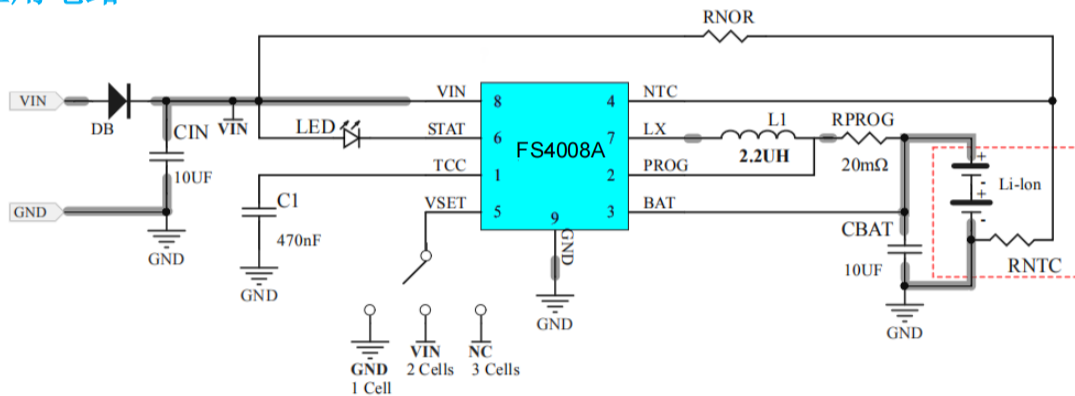 RNOR
VIN
DB
CIN
VIN
LED
10UF
GND
GND
VIN
8
STAT
6
TCC
1
VSET
5
FS4008A
9
GND
GND
4
NTC
7
LX
2
PROG
3
BAT
L1
2.2UH
RPROG
20mΩ
+
-
+
-
Li-lon
CBAT
10UF
RNTC
GND
C1
470nF
GND
GND
1 Cell
VIN
2 Cells
NC
3 Cells